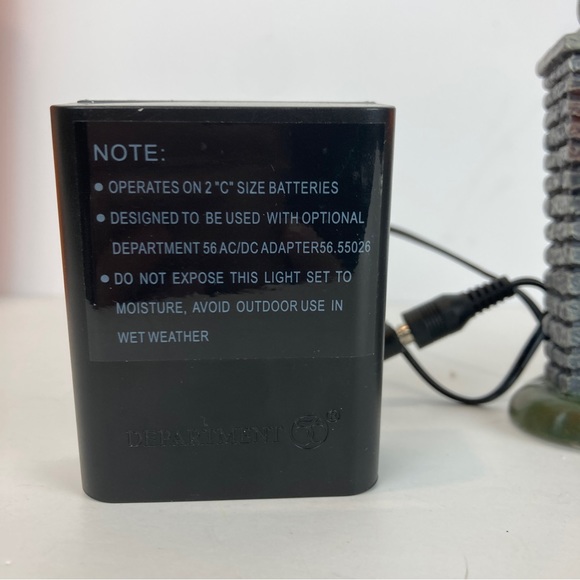 NOTE:
• OPERATES ON 2 "C" SIZE BATTERIES
• DESIGNED TO BE USED WITH OPTIONAL
DEPARTMENT 56 AC/DC ADAPTER56.55026
• DO NOT EXPOSE THIS LIGHT SET TO
MOISTURE, AVOID OUTDOOR USE IN
WET WEATHER
DEPARTMENT 56®